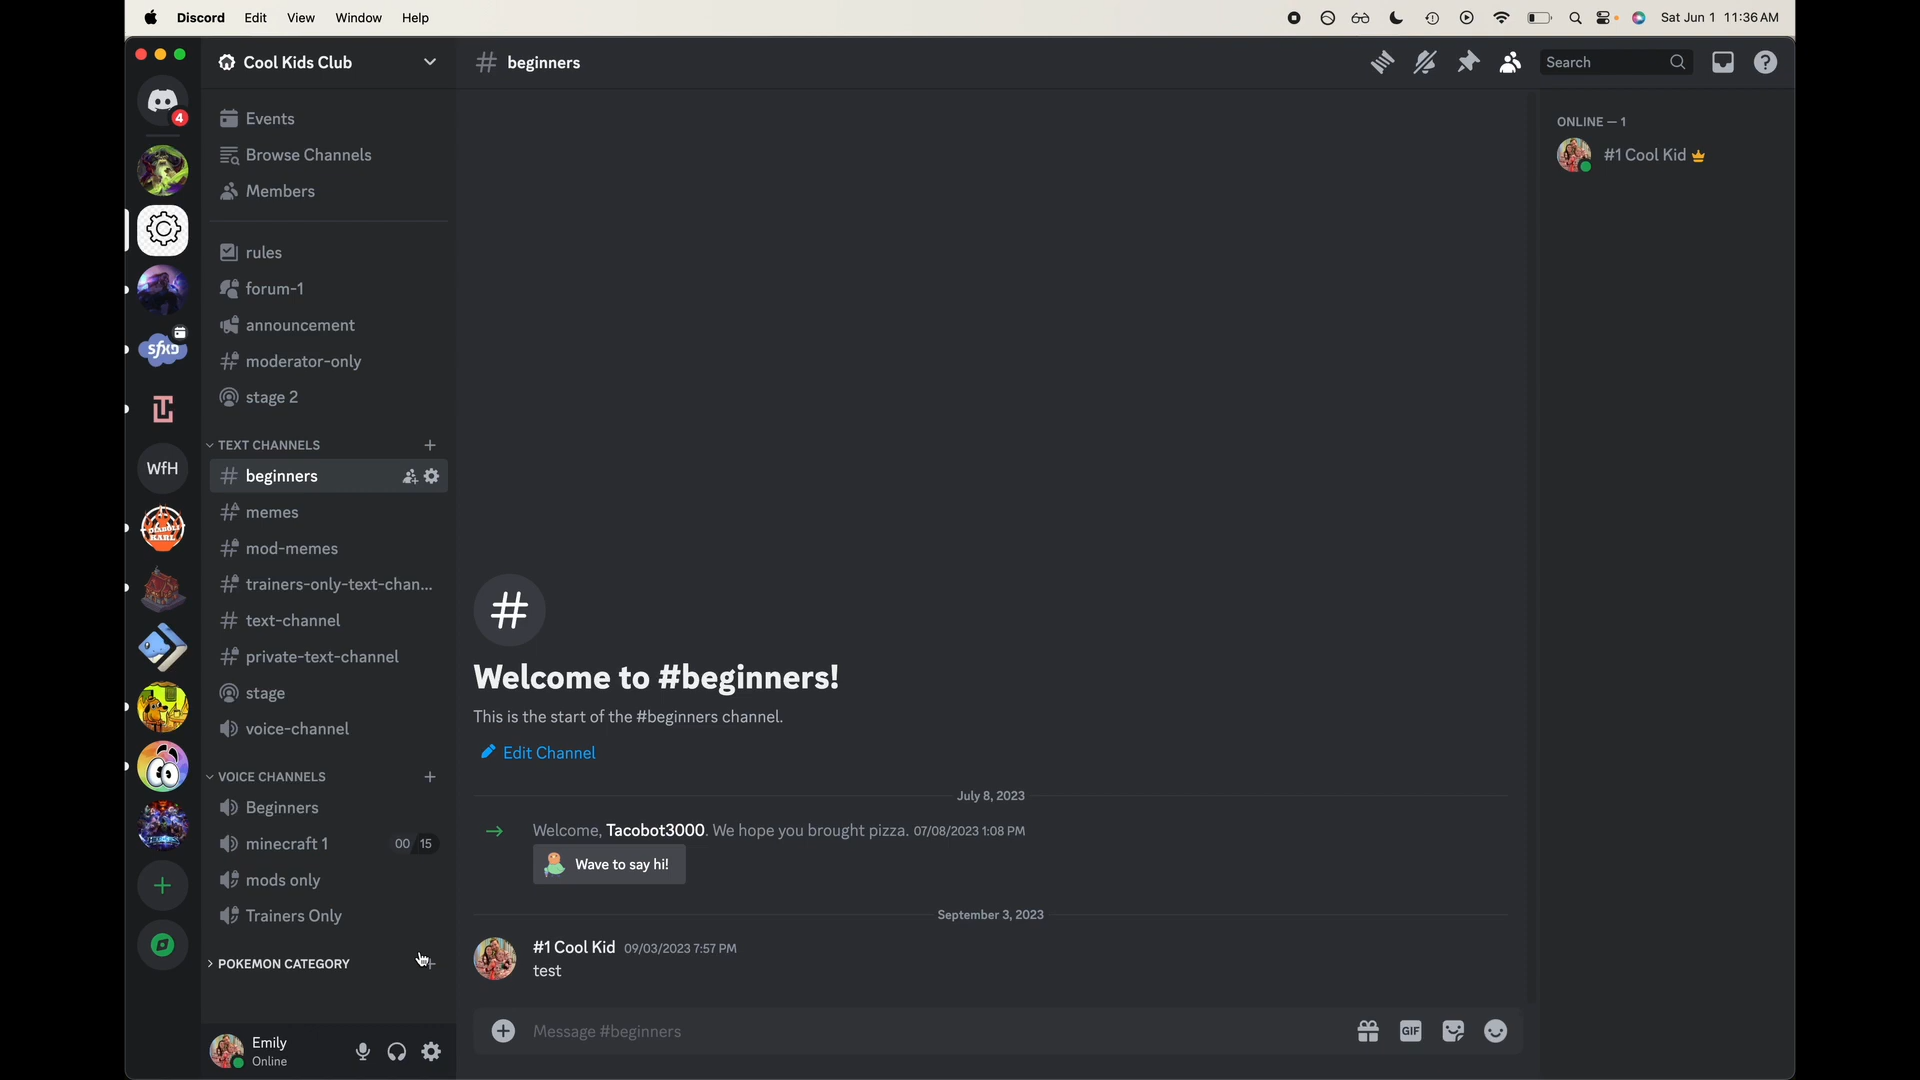 Discord Edit View Window Help
Sat Jun 1 11:36 AM
Cool Kids Club
# beginners
Search
4
Events
Browse Channels
Members
ONLINE — 1
#1 Cool Kid
rules
forum-1
announcement
moderator-only
stage 2
TEXT CHANNELS
beginners
memes
mod-memes
trainers-only-text-chan...
text-channel
private-text-channel
stage
voice-channel
VOICE CHANNELS
Beginners
minecraft 1 00 15
mods only
Trainers Only
POKEMON CATEGORY
sfxd
WfH
KARL
Emily
Online
Welcome to #beginners!
This is the start of the #beginners channel.
Edit Channel
July 8, 2023
Welcome, Tacobot3000. We hope you brought pizza. 07/08/2023 1:08 PM
Wave to say hi!
September 3, 2023
#1 Cool Kid 09/03/2023 7:57 PM
test
Message #beginners
GIF